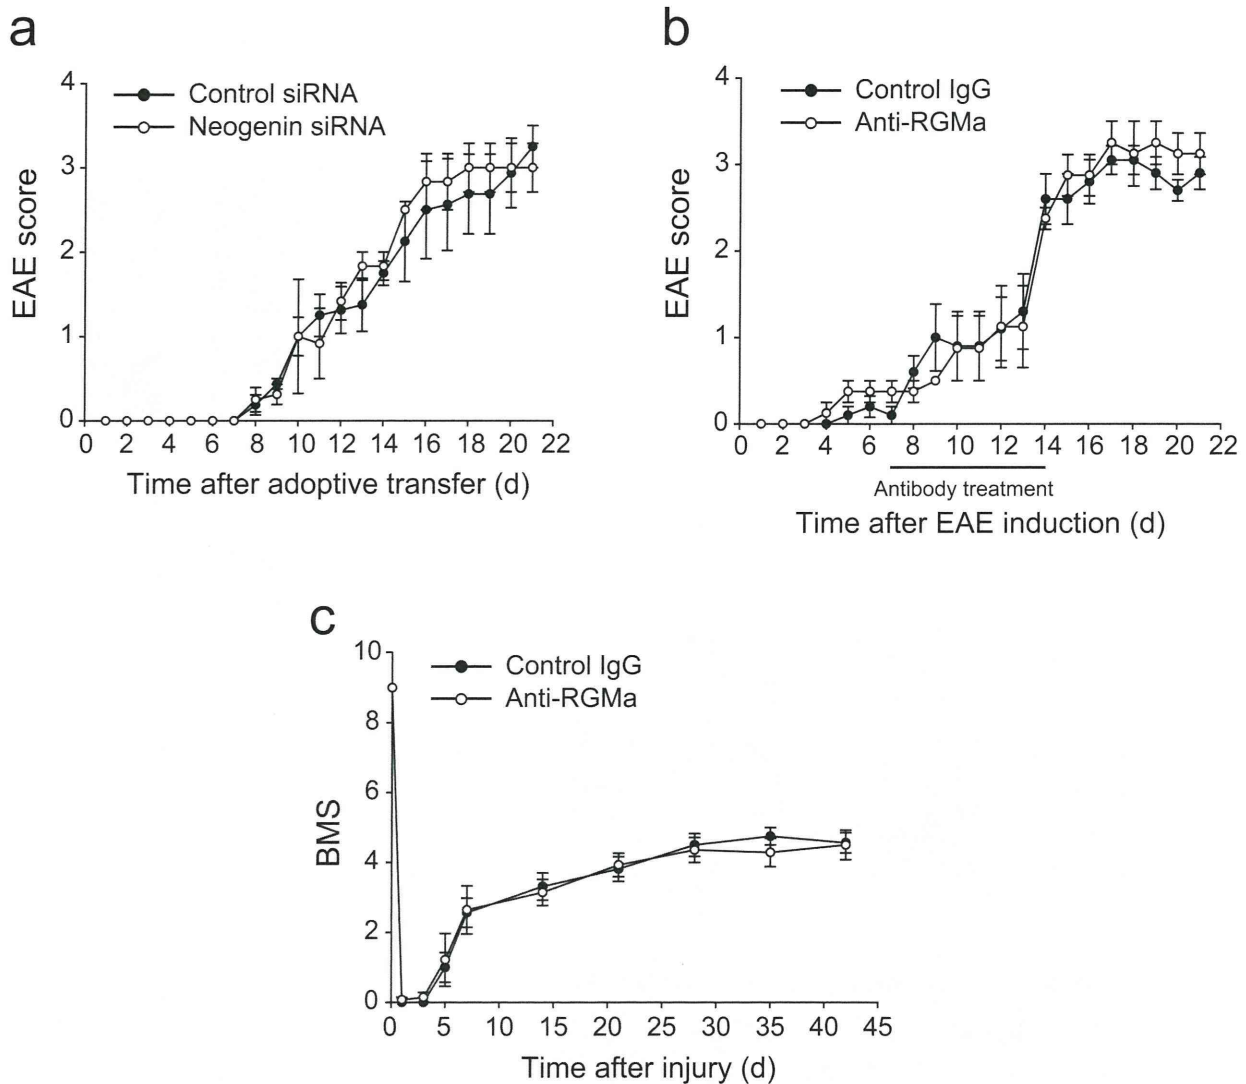 a
4
3
2
1
0
EAE score
Control siRNA
Neogenin siRNA
0 2 4 6 8 10 12 14 16 18 20 22
Time after adoptive transfer (d)
b
4
3
2
1
0
EAE score
Control IgG
Anti-RGMa
0 2 4 6 8 10 12 14 16 18 20 22
Antibody treatment
Time after EAE induction (d)
c
10
8
6
4
2
0
BMS
Control IgG
Anti-RGMa
0 5 10 15 20 25 30 35 40 45
Time after injury (d)